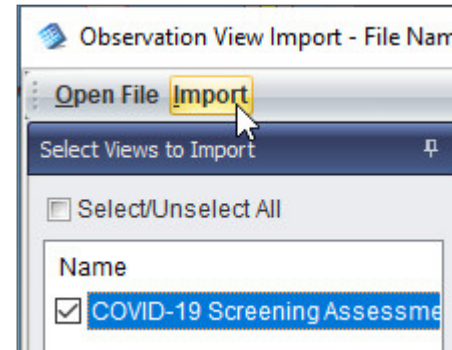 Observation View Import - File Nam
Open File Import
Select Views to Import
Select/Unselect All
Name
COVID-19 Screening Assessme